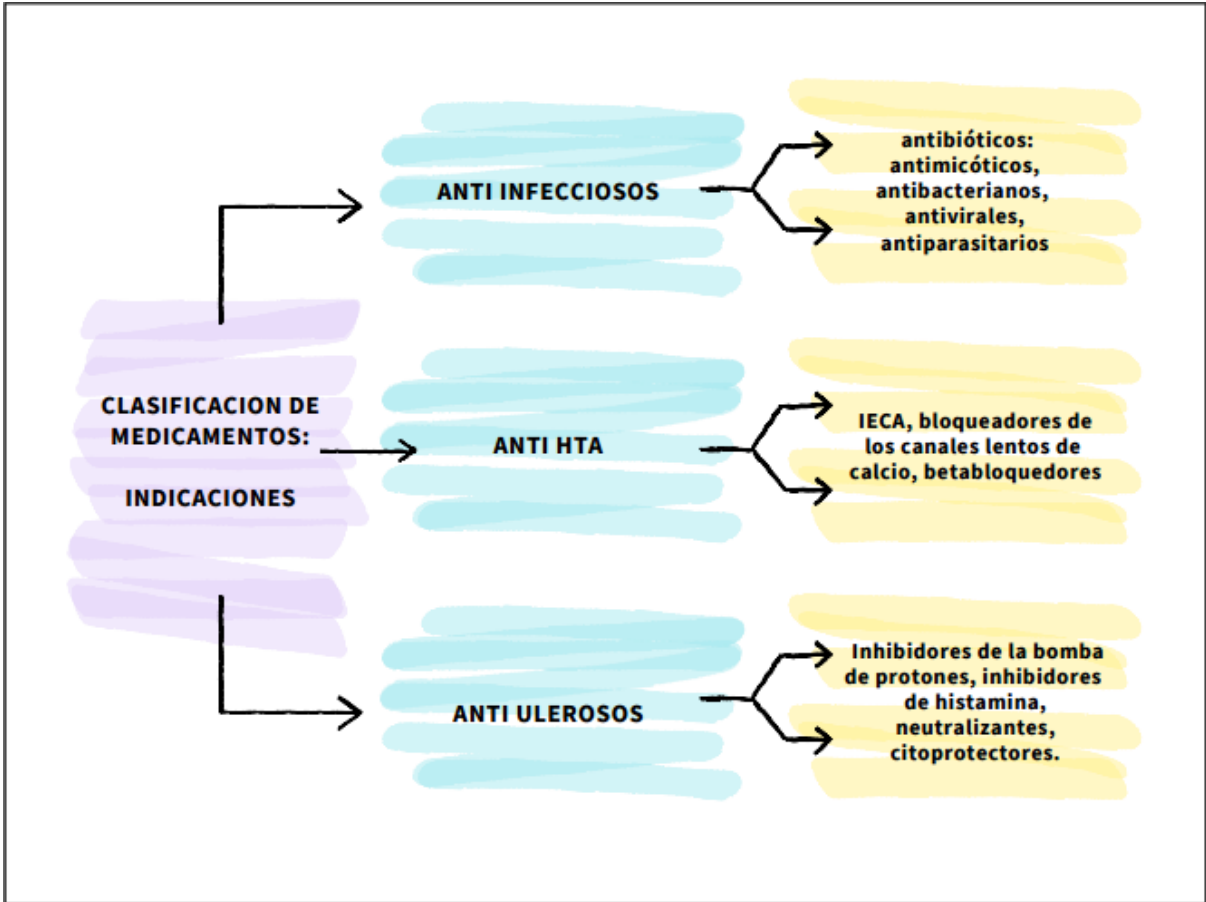 CLASIFICACION DE
MEDICAMENTOS:
INDICACIONES
ANTI INFECCIOSOS
antibióticos:
antimicóticos,
antibacterianos,
antivirales,
antiparasitarios
ANTI HTA
IECA, bloqueadores de
los canales lentos de
calcio, betabloquedores
ANTI ULEROSOS
Inhibidores de la bomba
de protones, inhibidores
de histamina,
neutralizantes,
citoprotectores.